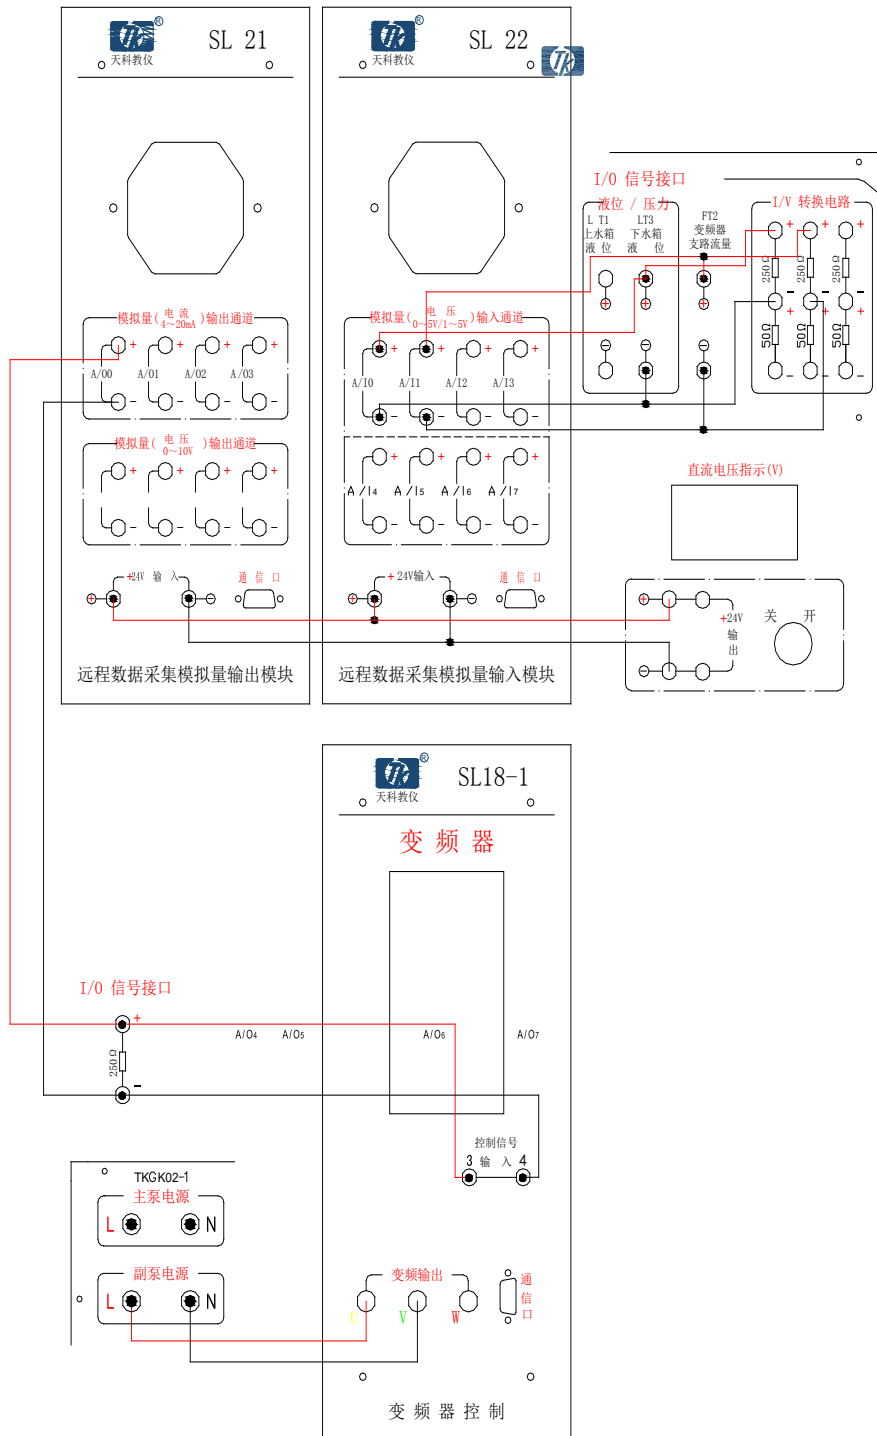 TK®
SL 21
天科教仪
模拟量(电流4~20mA)输出通道
+ + + +
A/00 A/01 A/02 A/03
- - - -
模拟量(电压0~10V)输出通道
+ + + +
- - - -
+24V 输入
通信口
远程数据采集模拟量输出模块
TK®
SL 22
天科教仪
TK
模拟量(电压0~5V/1~5V)输入通道
+ + + +
A/I0 A/I1 A/I2 A/I3
- - - -
+ + + +
A/I4 A/I5 A/I6 A/I7
- - - -
+24V输入
通信口
远程数据采集模拟量输入模块
I/O 信号接口
液位 / 压力
L T1
上水箱
液 位
LT3
下水箱
液 位
FT2
变频器
支路流量
I/V 转换电路
+ + +
250Ω 250Ω 250Ω
- - -
+ + +
50Ω 50Ω 50Ω
- - -
直流电压指示(V)
+24V
输
出
关 开
TK®
SL18-1
天科教仪
变 频 器
I/O 信号接口
+
250Ω
-
A/O4 A/O5 A/O6 A/O7
控制信号
3 输 入 4
TKGK02-1
主泵电源
L N
副泵电源
L N
变频输出
U V W
通
信
口
变 频 器 控 制